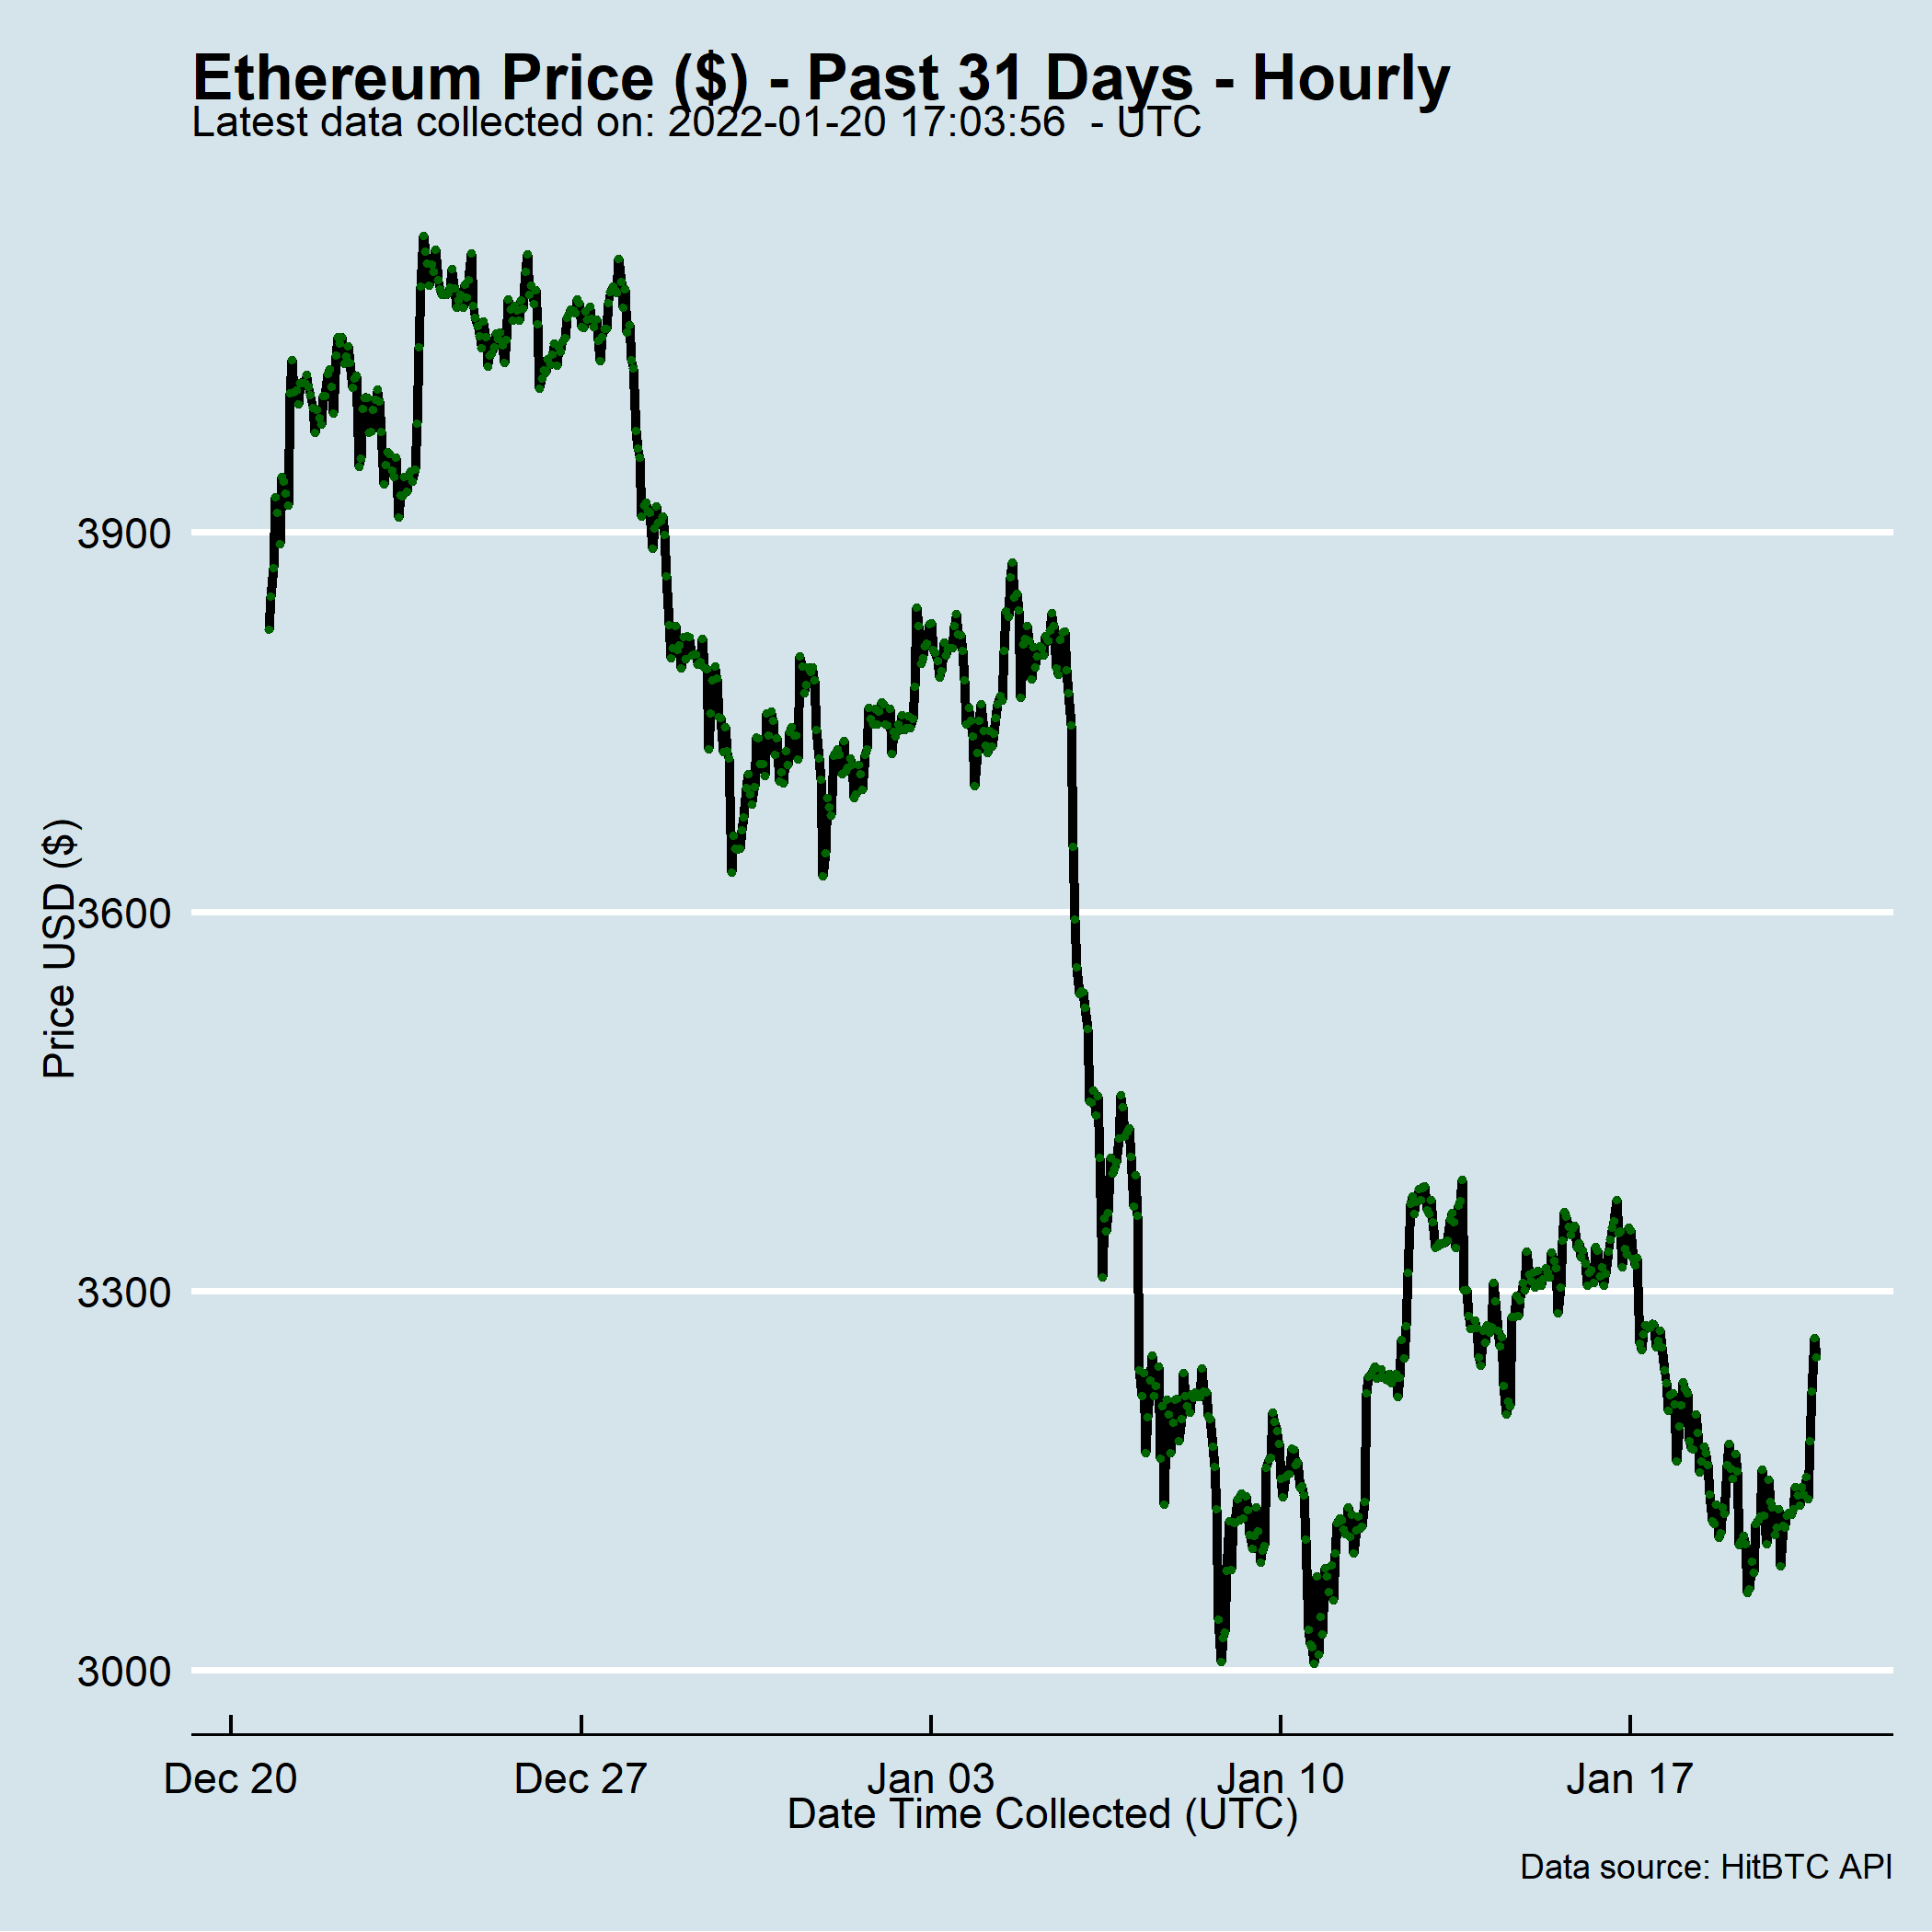 Ethereum Price ($) - Past 31 Days - Hourly
Latest data collected on: 2022-01-20 17:03:56  - UTC
Price USD ($)
3900
3600
3300
3000
Dec 20
Dec 27
Jan 03
Jan 10
Jan 17
Date Time Collected (UTC)
Data source: HitBTC API